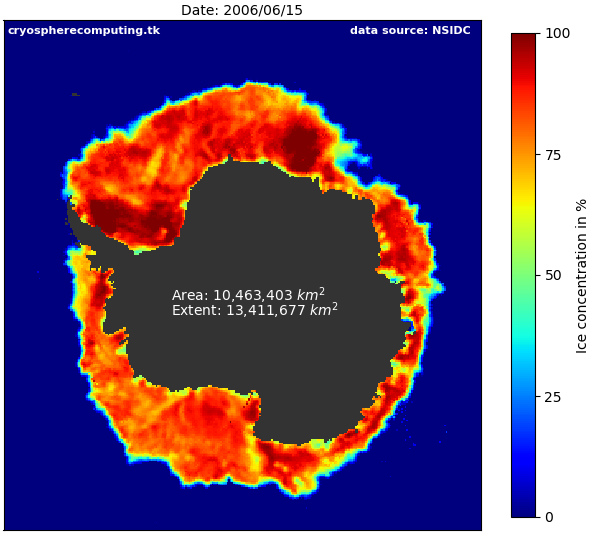 Date: 2006/06/15
cryospherecomputing.tk
data source: NSIDC
Area: 10,463,403 km²
Extent: 13,411,677 km²
100
75
50
25
0
Ice concentration in %